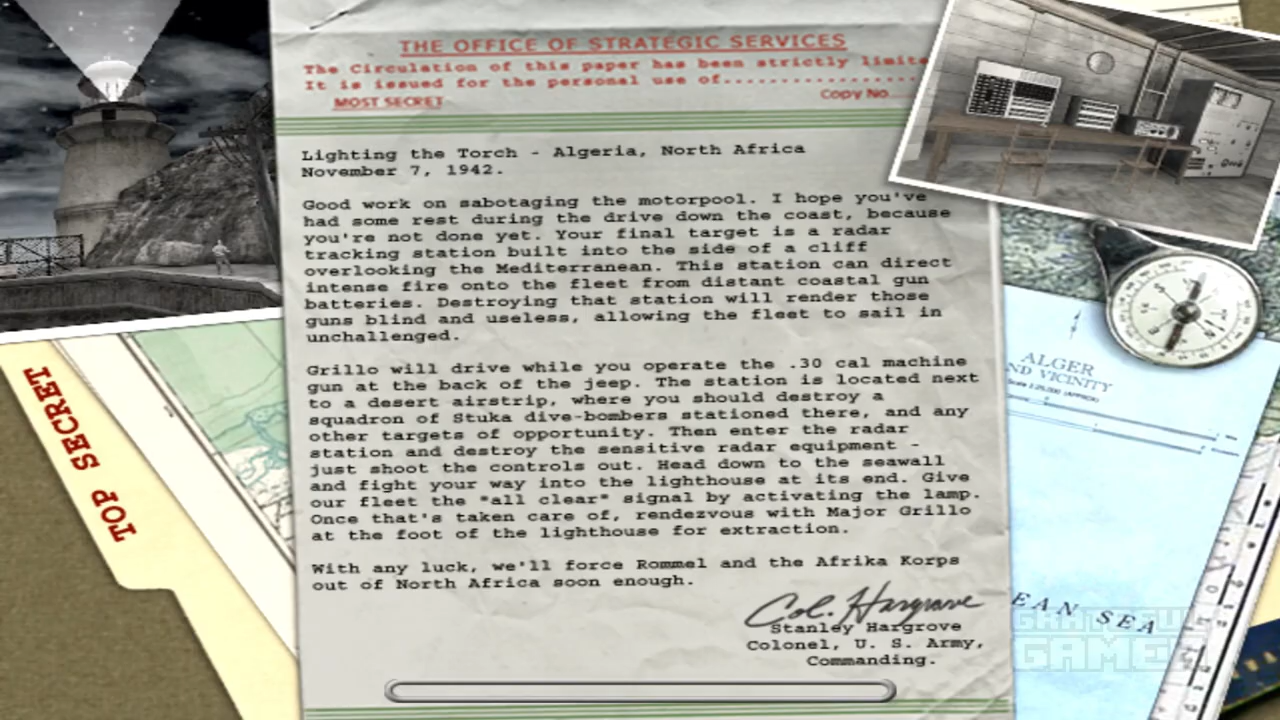 THE OFFICE OF STRATEGIC SERVICES
The Circulation of this paper has been strictly limite
It is issued for the personal use of...................
MOST SECRET
Copy No.....
Lighting the Torch - Algeria, North Africa
November 7, 1942.
Good work on sabotaging the motorpool. I hope you've
had some rest during the drive down the coast, because
you're not done yet. Your final target is a radar
tracking station built into the side of a cliff
overlooking the Mediterranean. This station can direct
intense fire onto the fleet from distant coastal gun
batteries. Destroying that station will render those
guns blind and useless, allowing the fleet to sail in
unchallenged.
Grillo will drive while you operate the .30 cal machine
gun at the back of the jeep. The station is located next
to a desert airstrip, where you should destroy a
squadron of Stuka dive-bombers stationed there, and any
other targets of opportunity. Then enter the radar
station and destroy the sensitive radar equipment -
just shoot the controls out. Head down to the seawall
and fight your way into the lighthouse at its end. Give
our fleet the "all clear" signal by activating the lamp.
Once that's taken care of, rendezvous with Major Grillo
at the foot of the lighthouse for extraction.
With any luck, we'll force Rommel and the Afrika Korps
out of North Africa soon enough.
Col. Hargrove
Stanley Hargrove
Colonel, U. S. Army,
Commanding.
TOP SECRET
ALGER
ND VICINITY
EAN SEA
GRATEFUL
GAMER